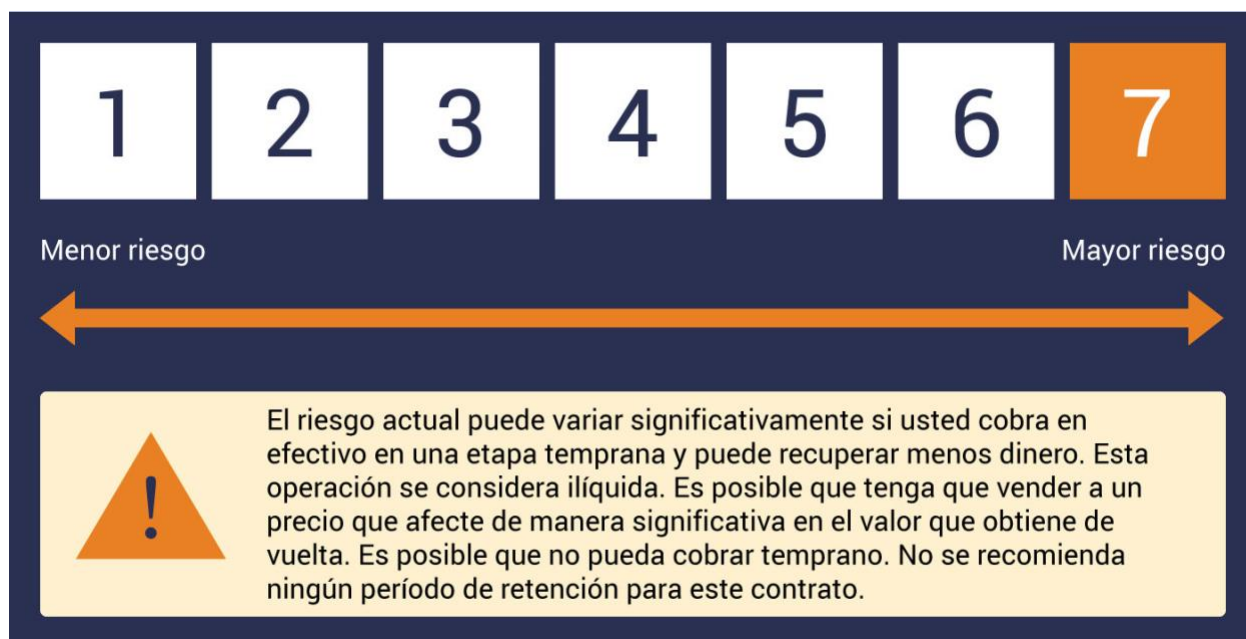 1 2 3 4 5 6 7
Menor riesgo Mayor riesgo
!
El riesgo actual puede variar significativamente si usted cobra en
efectivo en una etapa temprana y puede recuperar menos dinero. Esta
operación se considera ilíquida. Es posible que tenga que vender a un
precio que afecte de manera significativa en el valor que obtiene de
vuelta. Es posible que no pueda cobrar temprano. No se recomienda
ningún período de retención para este contrato.